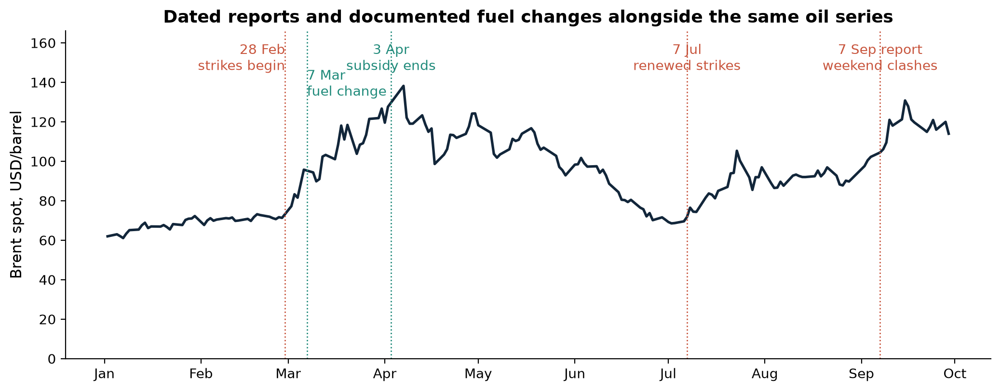 Dated reports and documented fuel changes alongside the same oil series
Brent spot, USD/barrel
160
140
120
100
80
60
40
20
0
28 Feb
strikes begin
7 Mar
fuel change
3 Apr
subsidy ends
7 Jul
renewed strikes
7 Sep report
weekend clashes
Jan
Feb
Mar
Apr
May
Jun
Jul
Aug
Sep
Oct